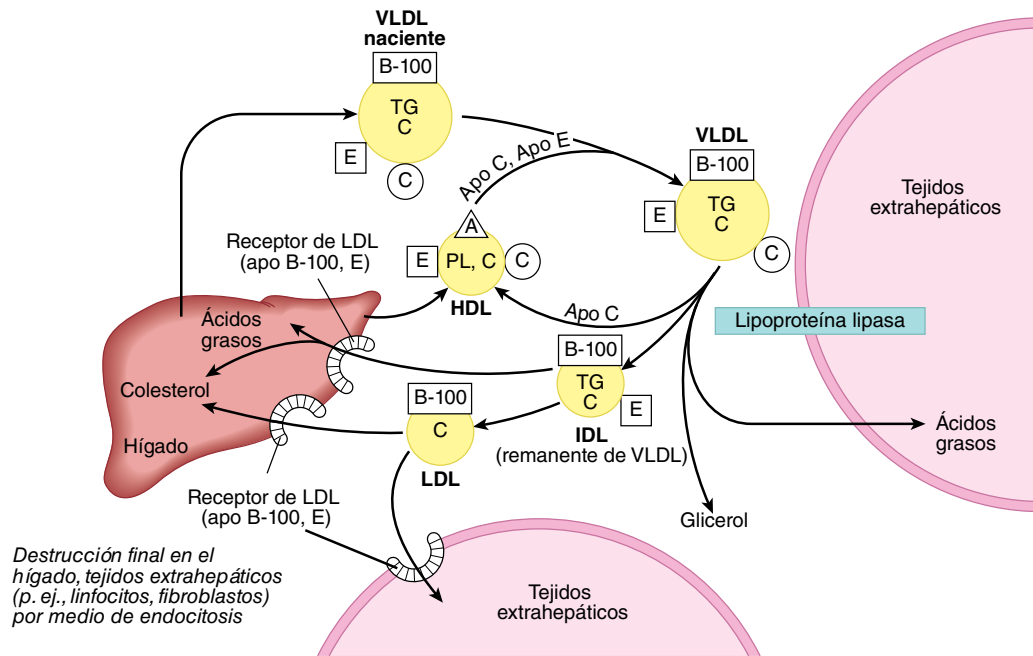 VLDL
naciente
B-100
TG
C
E
C
Apo C, Apo E
VLDL
B-100
TG
C
E
C
Tejidos
extrahepáticos
Receptor de LDL
(apo B-100, E)
A
E
PL, C
C
HDL
Apo C
Lipoproteína lipasa
Ácidos
grasos
Colesterol
Hígado
B-100
TG
C
E
IDL
(remanente de VLDL)
B-100
C
LDL
Ácidos
grasos
Glicerol
Receptor de LDL
(apo B-100, E)
Destrucción final en el
hígado, tejidos extrahepáticos
(p. ej., linfocitos, fibroblastos)
por medio de endocitosis
Tejidos
extrahepáticos